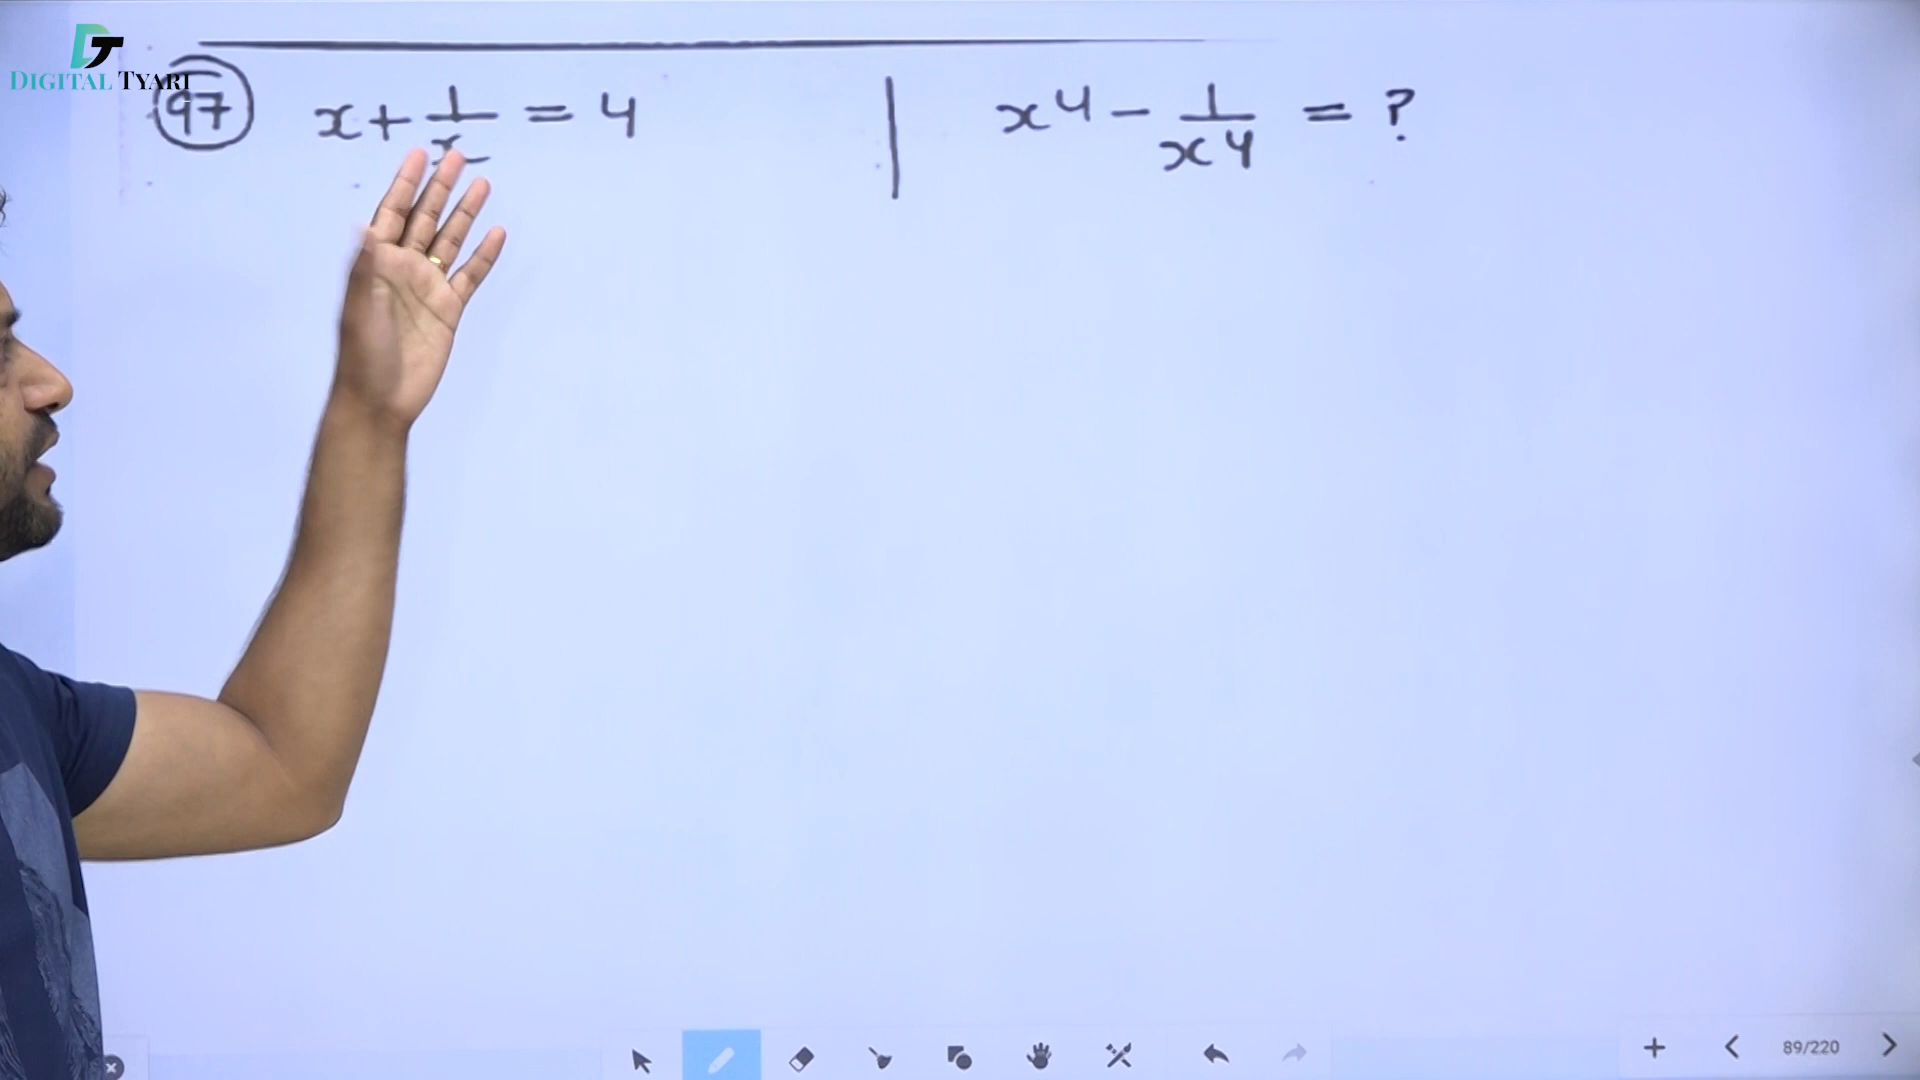 DIGITAL TYARI
97 x + 1/x = 4 | x⁴ - 1/x⁴ = ?
89/220